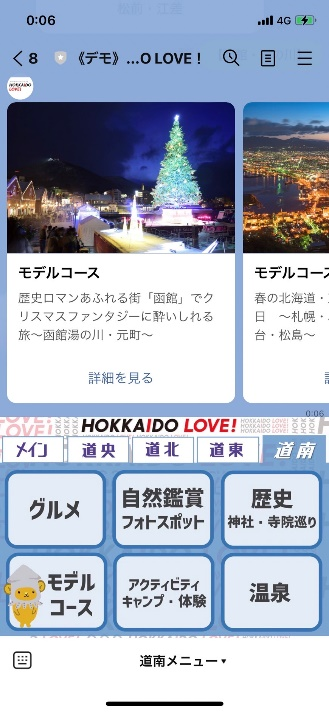 0:06
4G
8 《デモ》...O LOVE！
HOKKAIDO
LOVE!
モデルコース
歴史ロマンあふれる街「函館」でク
リスマスファンタジーに酔いしれる
旅〜函館湯の川・元町〜
詳細を見る
モデルコース
春の北海道・
日　〜札幌・
台・松島〜
0:06
HOKKAIDO LOVE!
メイン
道央
道北
道東
道南
グルメ
自然鑑賞
フォトスポット
歴史
神社・寺院巡り
モデル
コース
アクティビティ
キャンプ・体験
温泉
道南メニュー▾